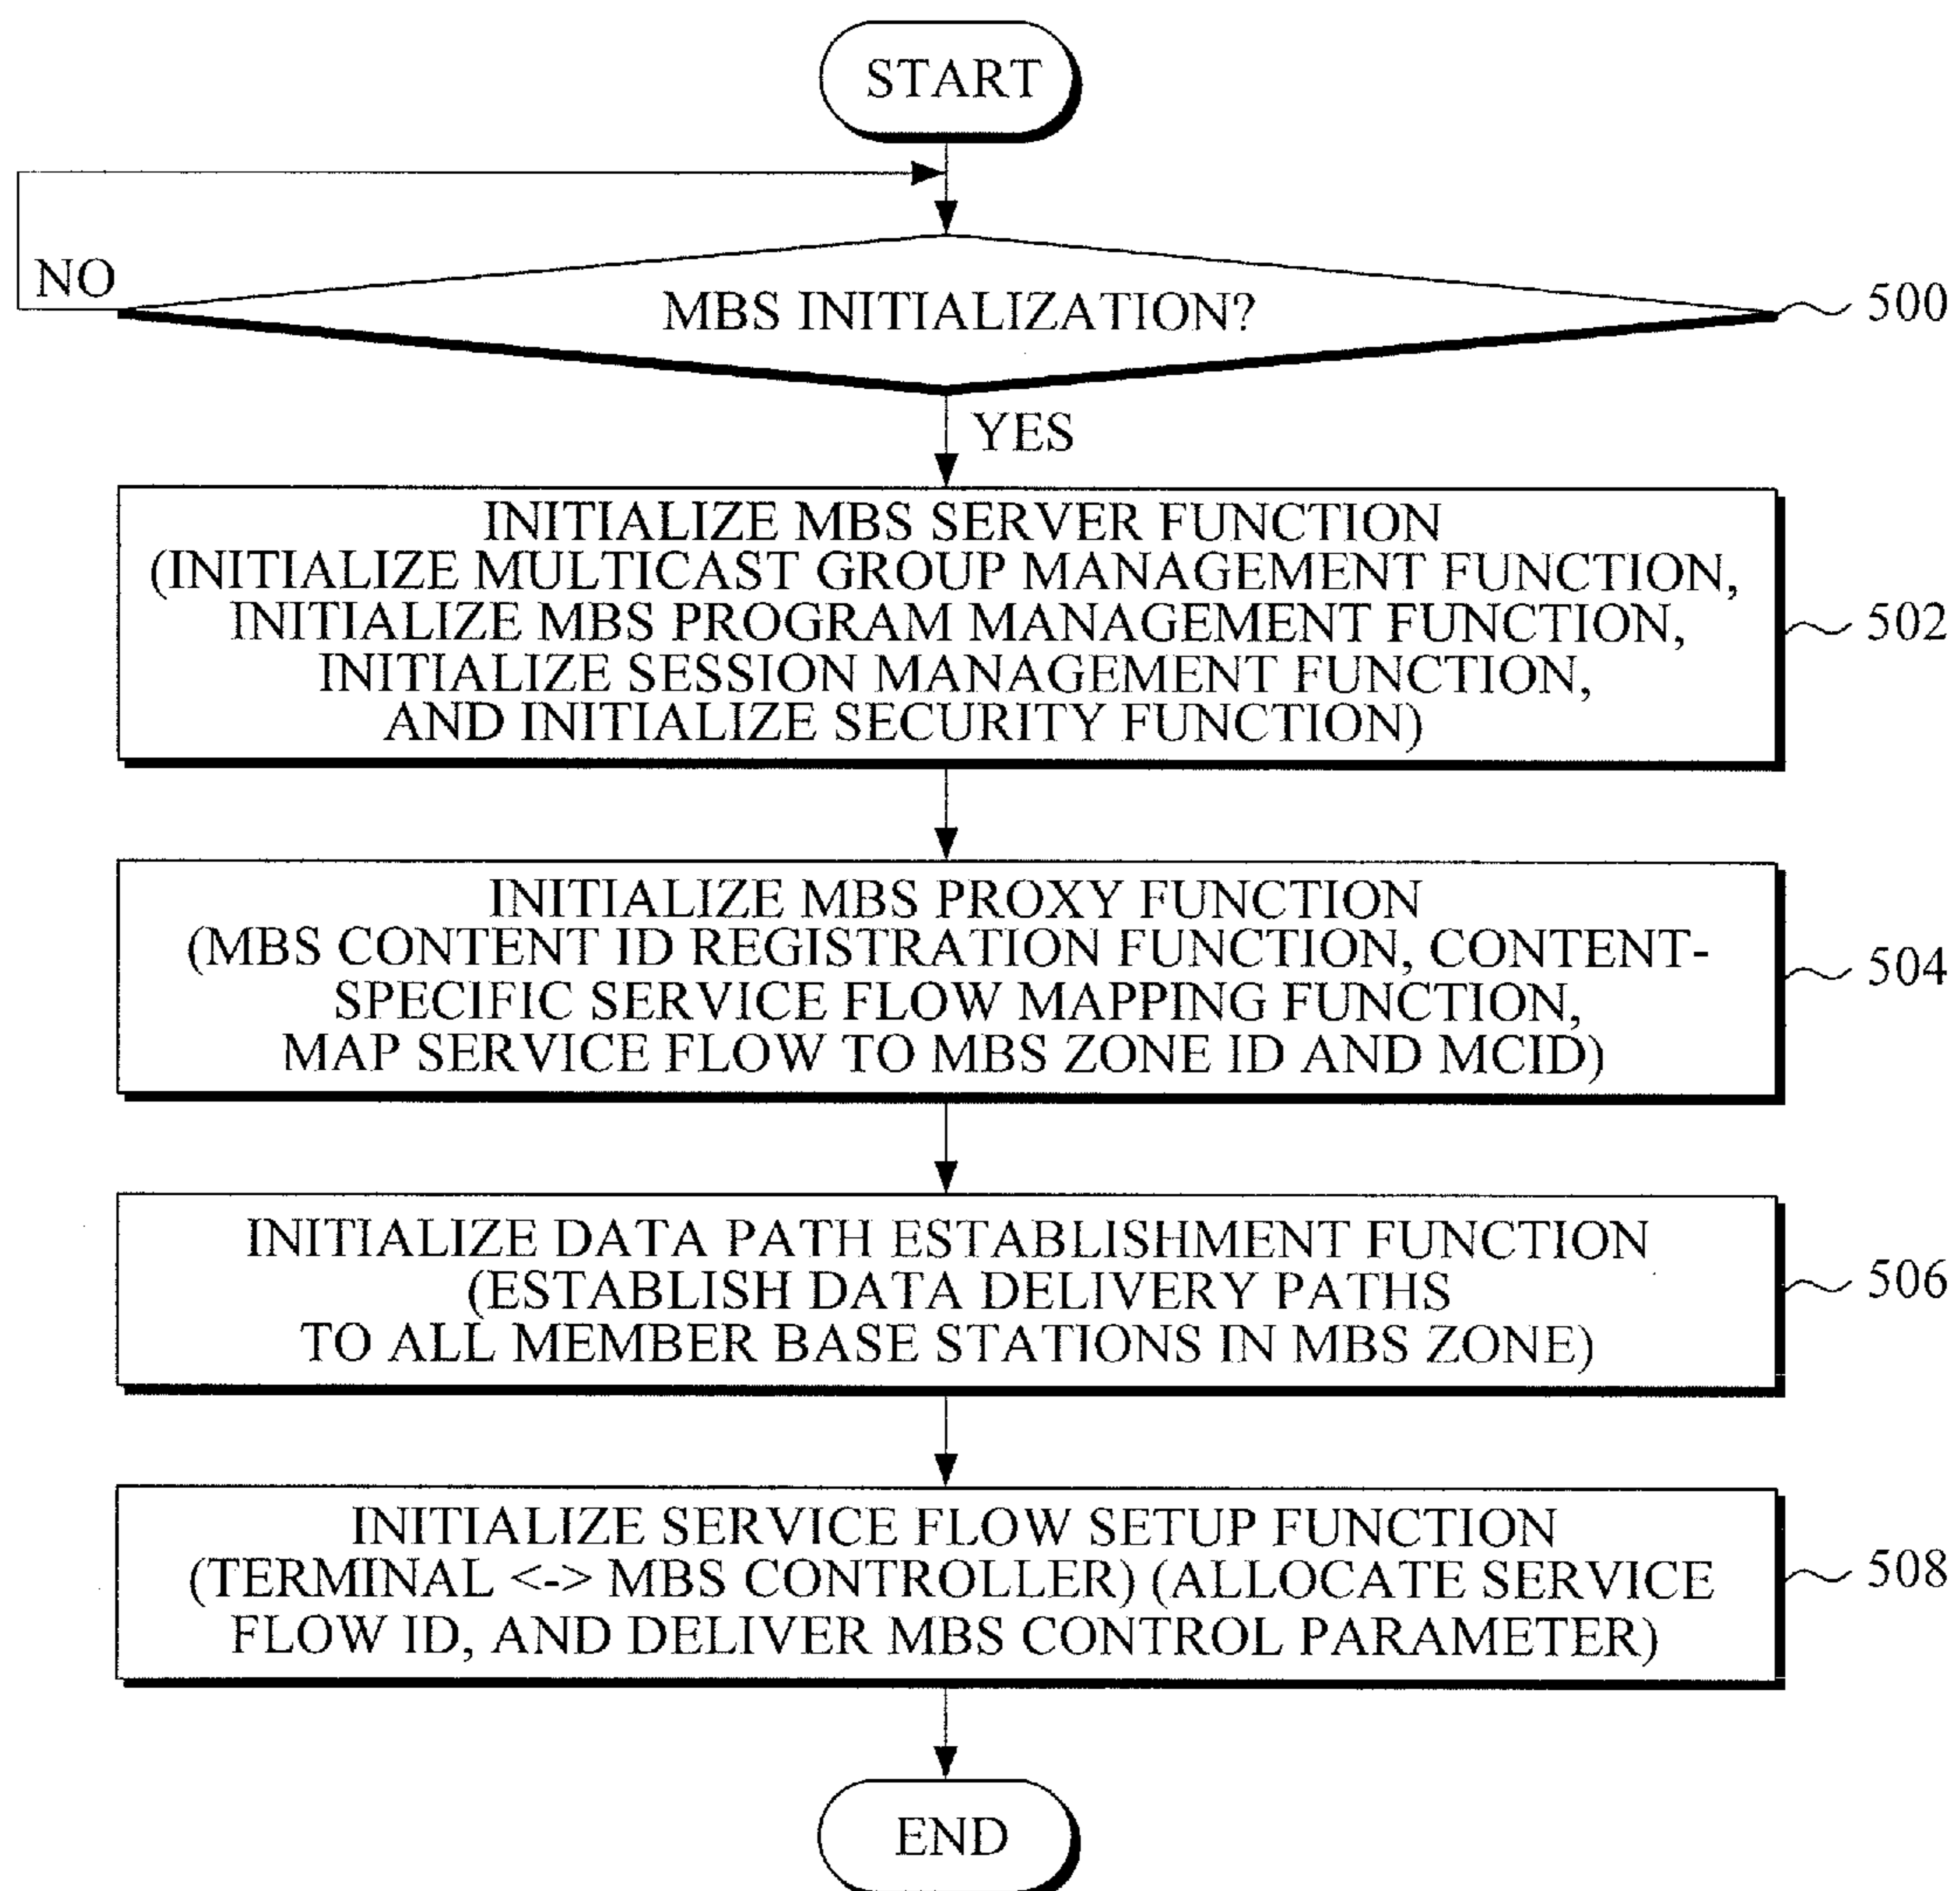 START
NO
MBS INITIALIZATION?
500
YES
INITIALIZE MBS SERVER FUNCTION
(INITIALIZE MULTICAST GROUP MANAGEMENT FUNCTION,
INITIALIZE MBS PROGRAM MANAGEMENT FUNCTION,
INITIALIZE SESSION MANAGEMENT FUNCTION,
AND INITIALIZE SECURITY FUNCTION)
502
INITIALIZE MBS PROXY FUNCTION
(MBS CONTENT ID REGISTRATION FUNCTION, CONTENT-
SPECIFIC SERVICE FLOW MAPPING FUNCTION,
MAP SERVICE FLOW TO MBS ZONE ID AND MCID)
504
INITIALIZE DATA PATH ESTABLISHMENT FUNCTION
(ESTABLISH DATA DELIVERY PATHS
TO ALL MEMBER BASE STATIONS IN MBS ZONE)
506
INITIALIZE SERVICE FLOW SETUP FUNCTION
(TERMINAL <-> MBS CONTROLLER) (ALLOCATE SERVICE
FLOW ID, AND DELIVER MBS CONTROL PARAMETER)
508
END